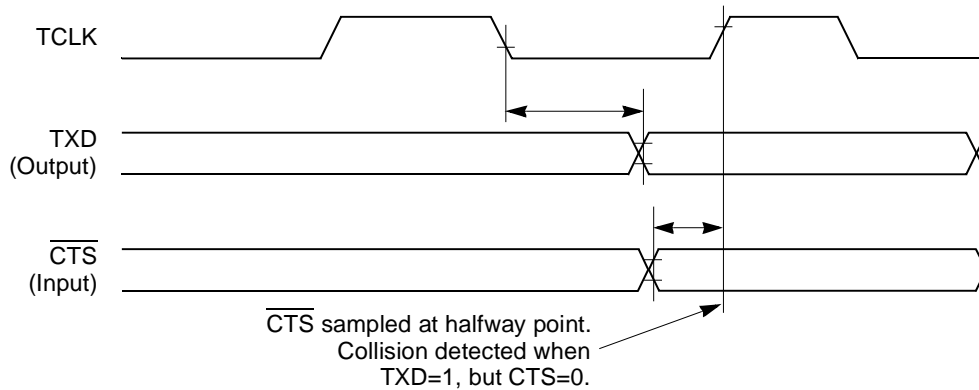 TCLK
TXD
(Output)
CTS
(Input)
CTS sampled at halfway point.
Collision detected when
TXD=1, but CTS=0.